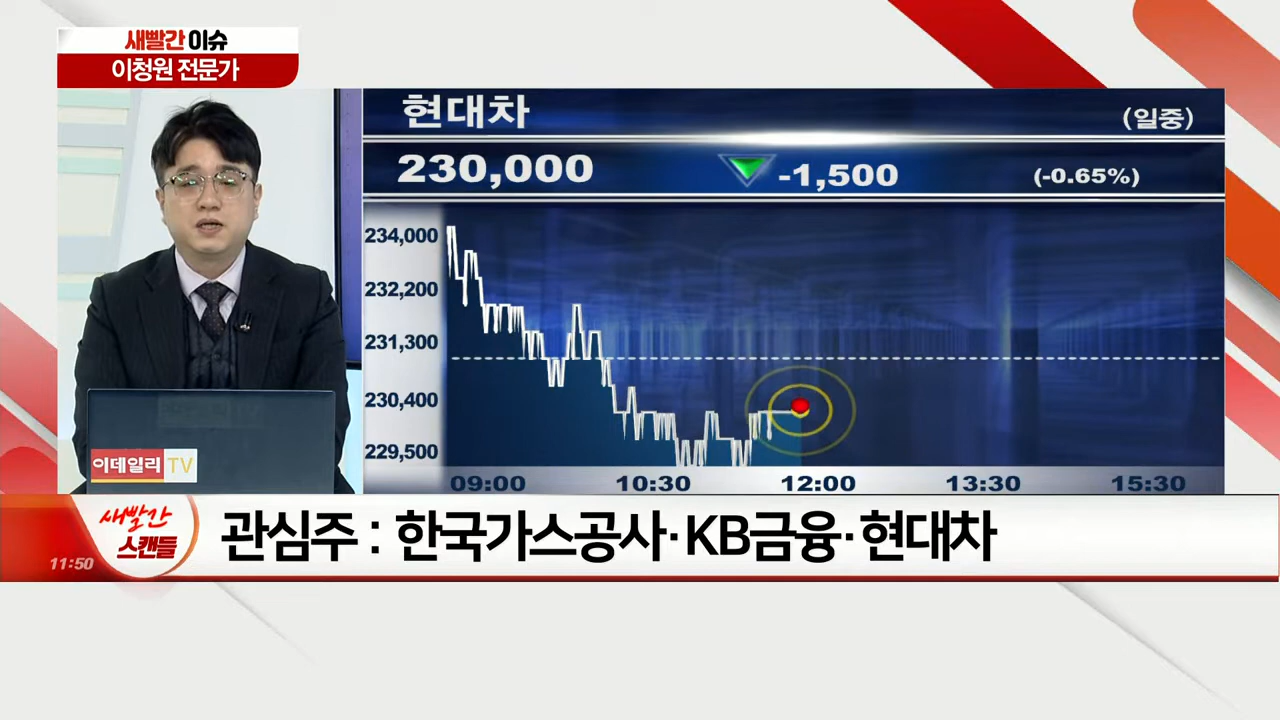 새빨간 이슈
이청원 전문가
현대차
(일중)
230,000
-1,500
(-0.65%)
234,000
232,200
231,300
230,400
229,500
09:00 10:30 12:00 13:30 15:30
이데일리 TV
새빨간
스캔들
11:50
관심주 : 한국가스공사·KB금융·현대차